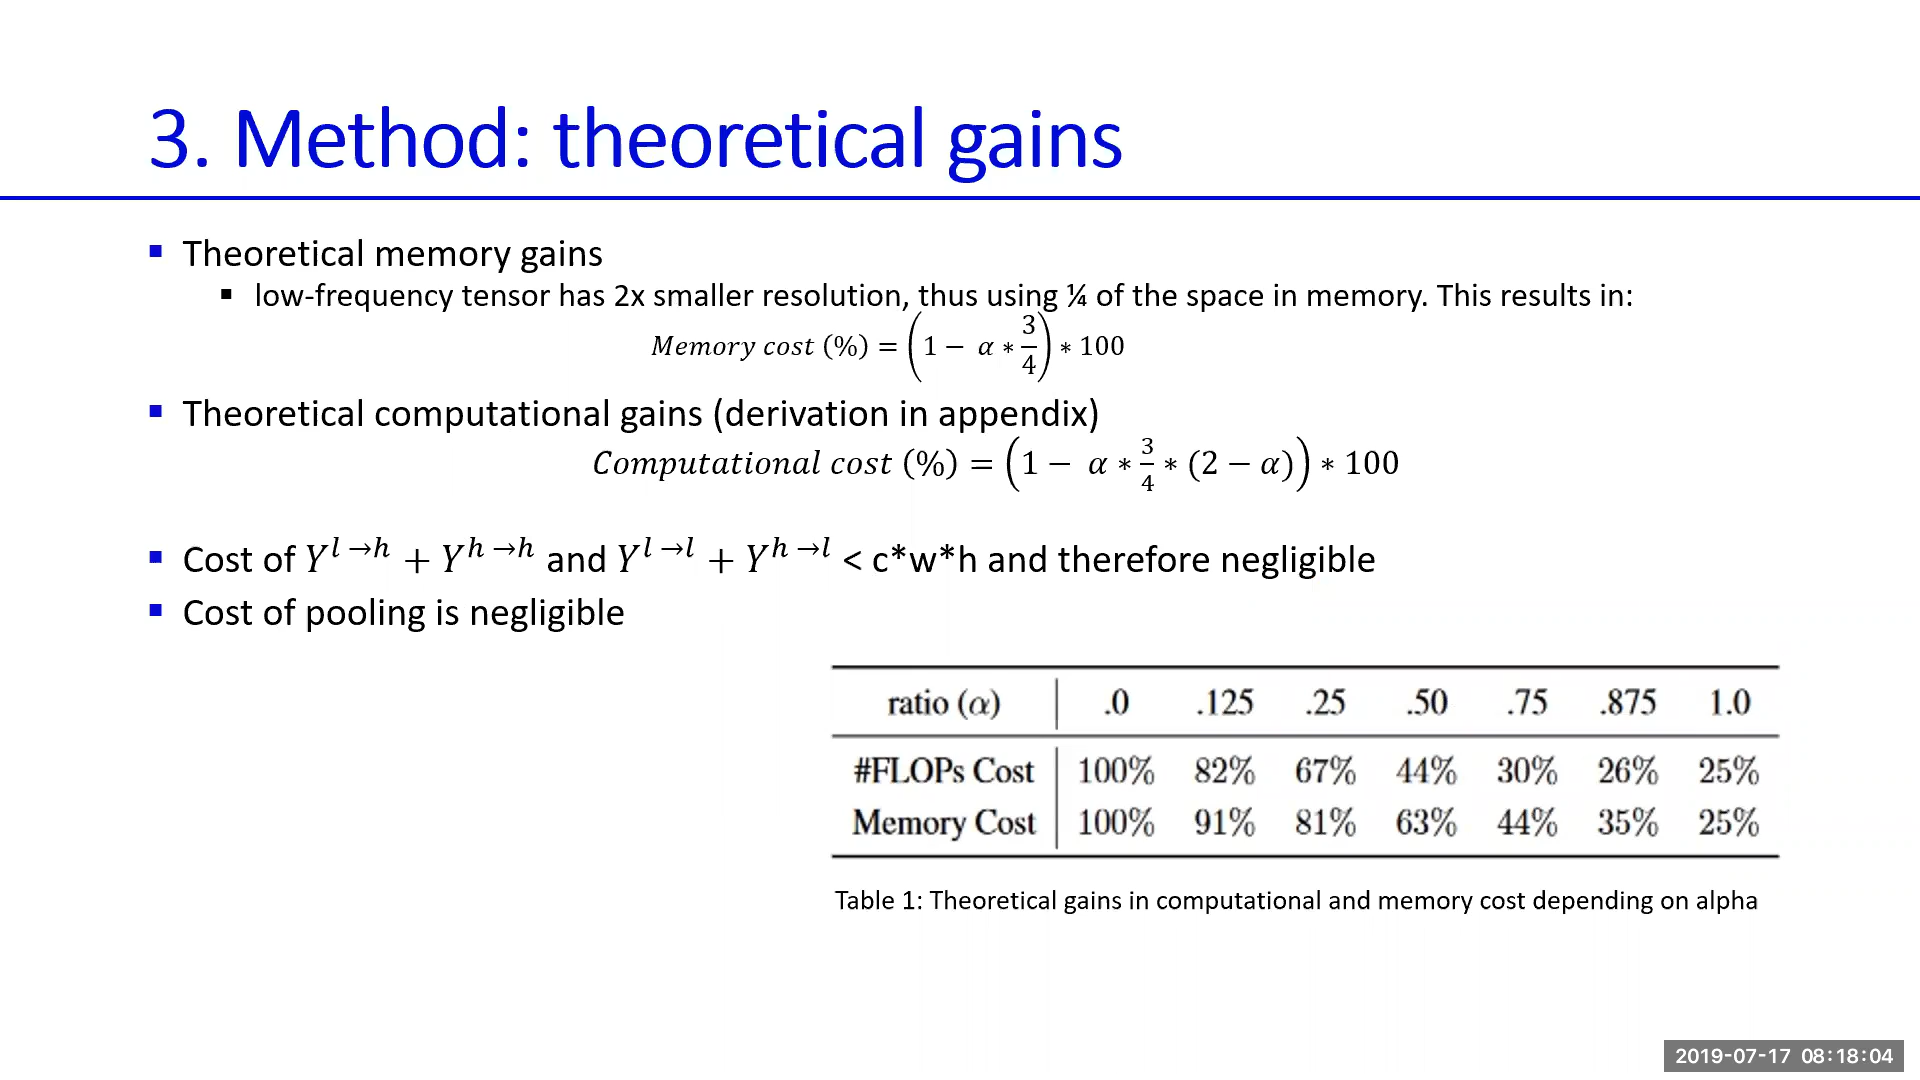 3. Method: theoretical gains
▪ Theoretical memory gains
▪ low-frequency tensor has 2x smaller resolution, thus using ¼ of the space in memory. This results in:
Memory cost (%) = (1 − α ∗ 3/4) ∗ 100
▪ Theoretical computational gains (derivation in appendix)
Computational cost (%) = (1 − α ∗ 3/4 ∗ (2 − α)) ∗ 100
▪ Cost of Y^{l→h} + Y^{h→h} and Y^{l→l} + Y^{h→l} < c*w*h and therefore negligible
▪ Cost of pooling is negligible
ratio (α) .0 .125 .25 .50 .75 .875 1.0
#FLOPs Cost 100% 82% 67% 44% 30% 26% 25%
Memory Cost 100% 91% 81% 63% 44% 35% 25%
Table 1: Theoretical gains in computational and memory cost depending on alpha
2019-07-17 08:18:04